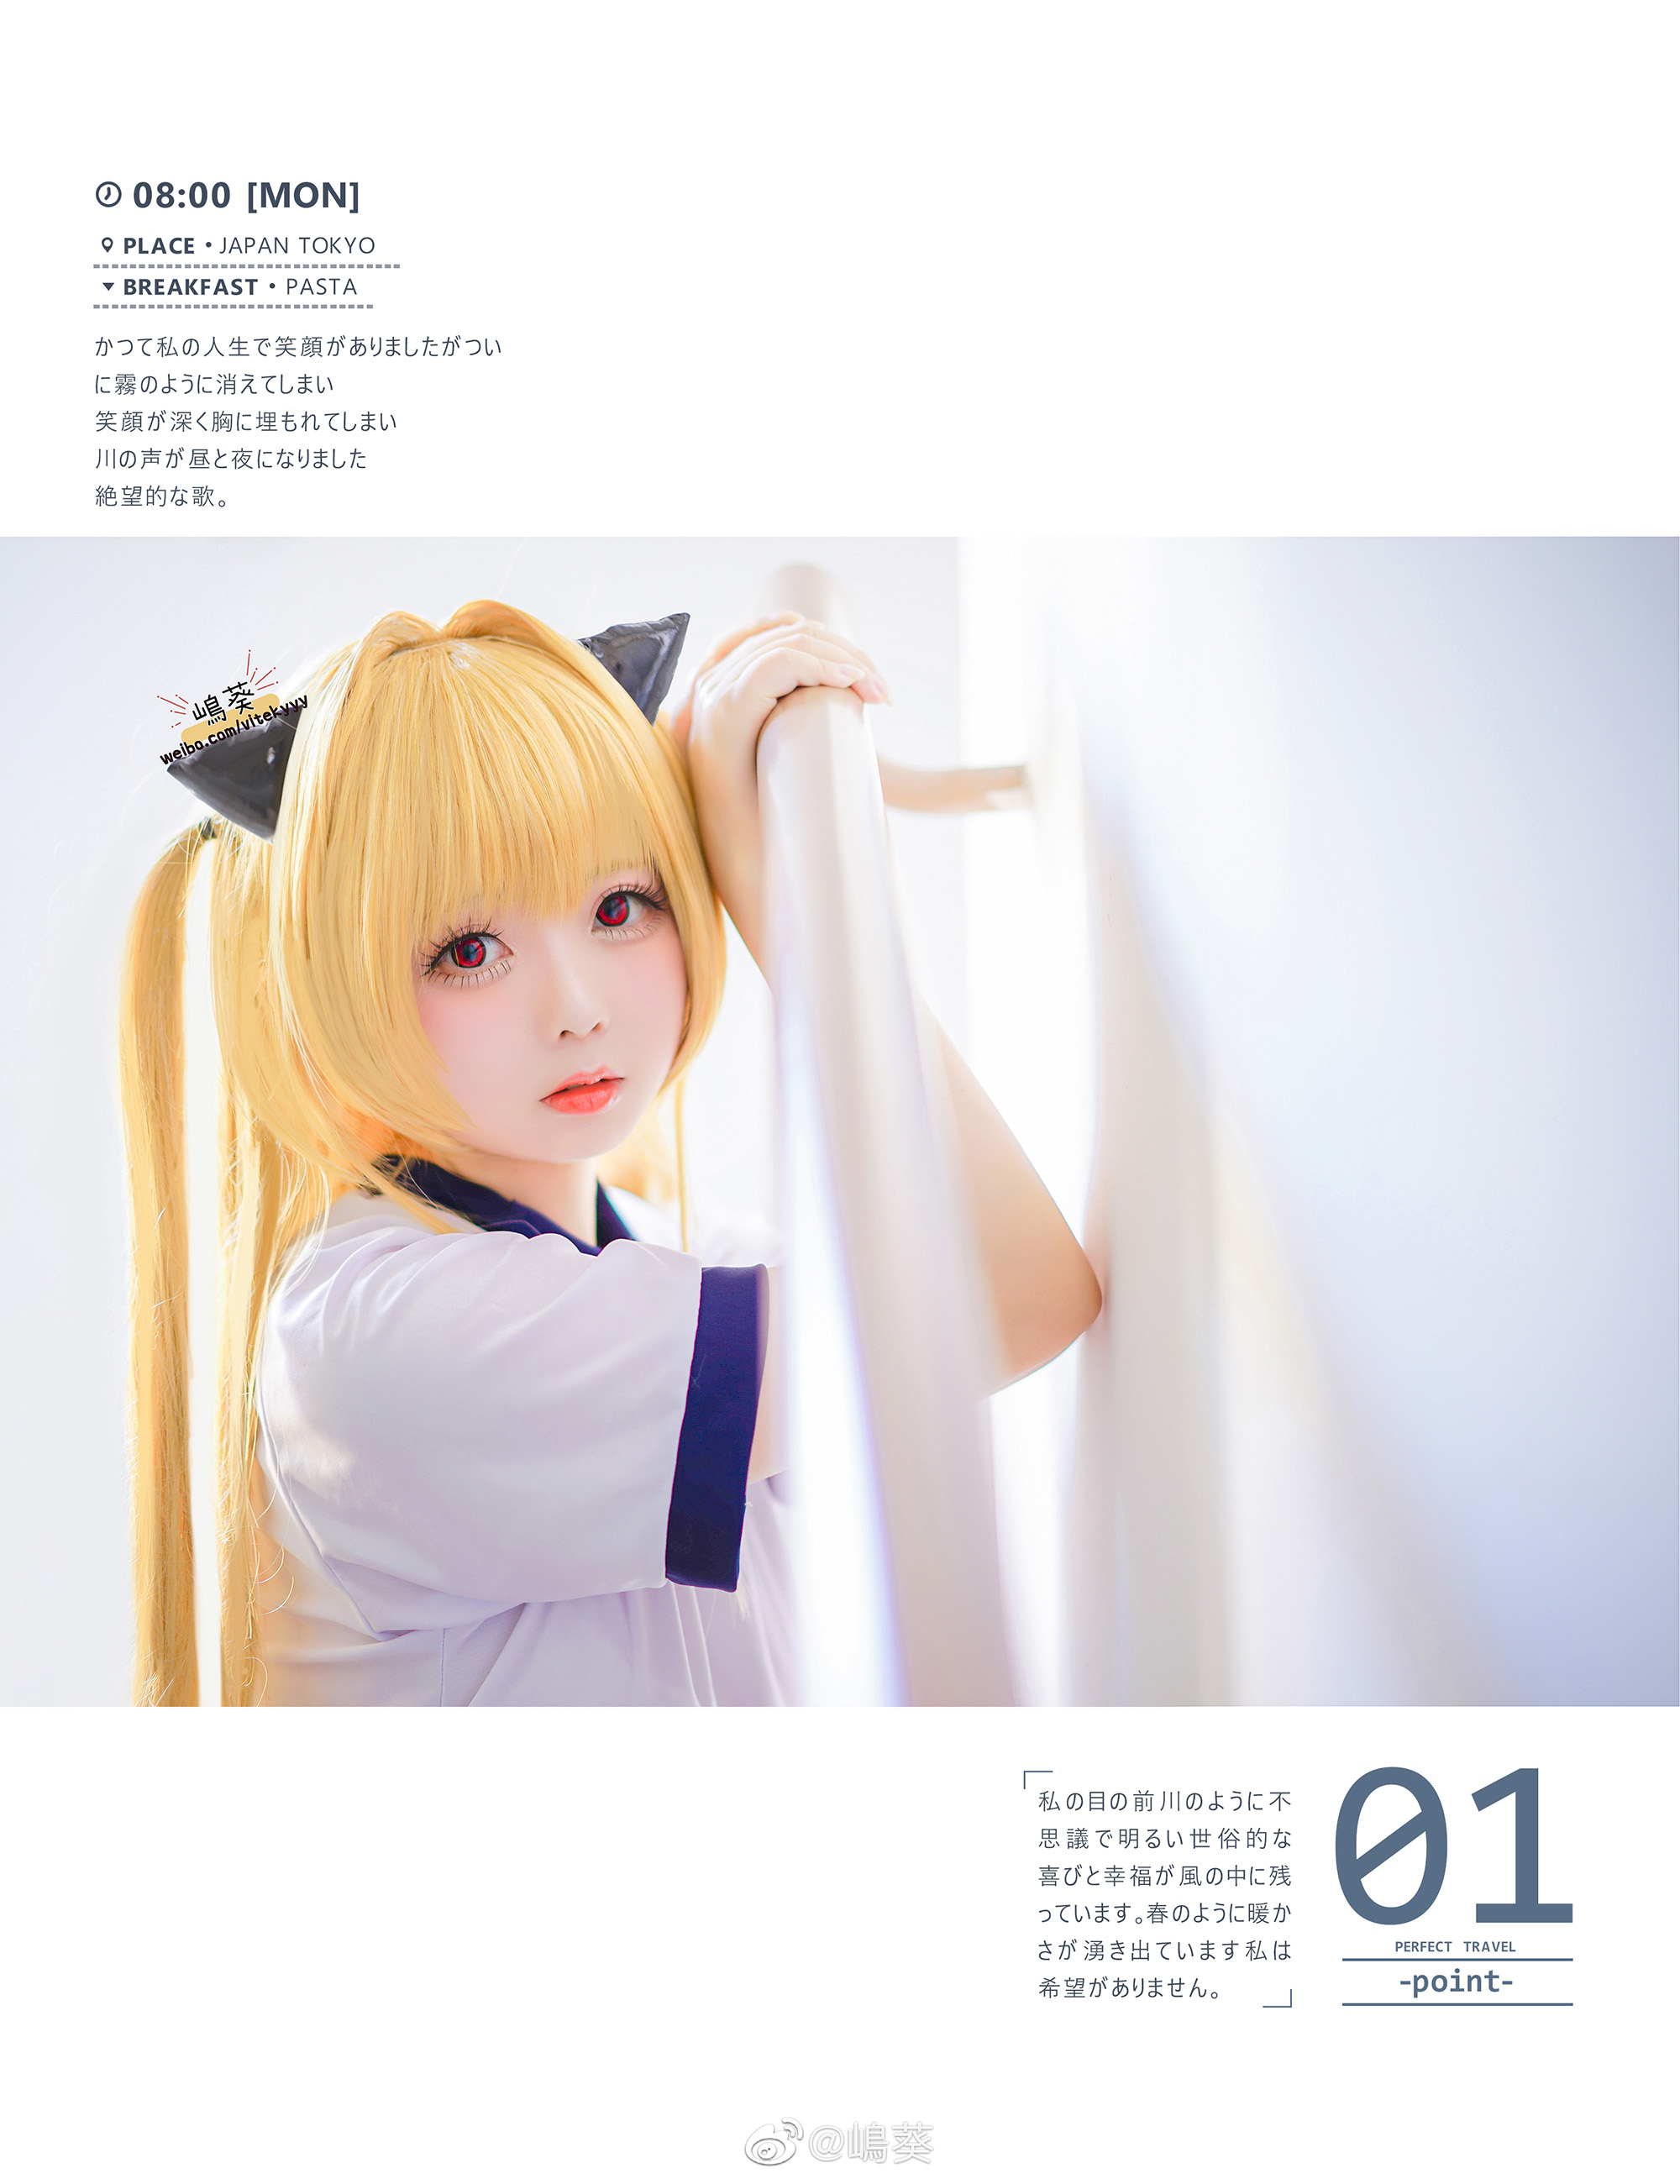 08:00 [MON]
PLACE • JAPAN TOKYO
BREAKFAST • PASTA
かつて私の人生で笑顔がありましたがつい
に霧のように消えてしまい
笑顔が深く胸に埋もれてしまい
川の声が昼と夜になりました
絶望的な歌。
嶋葵
weibo.com/vitekyyy
「私の目の前川のように不
思議で明るい世俗的な
喜びと幸福が風の中に残
っています。春のように暖か
さが湧き出ています私は
希望がありません。」
01
PERFECT TRAVEL
-point-
@嶋葵